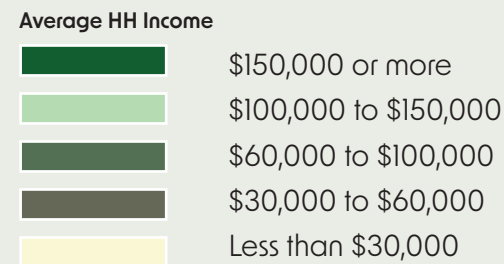 Average HH Income
$150,000 or more
$100,000 to $150,000
$60,000 to $100,000
$30,000 to $60,000
Less than $30,000